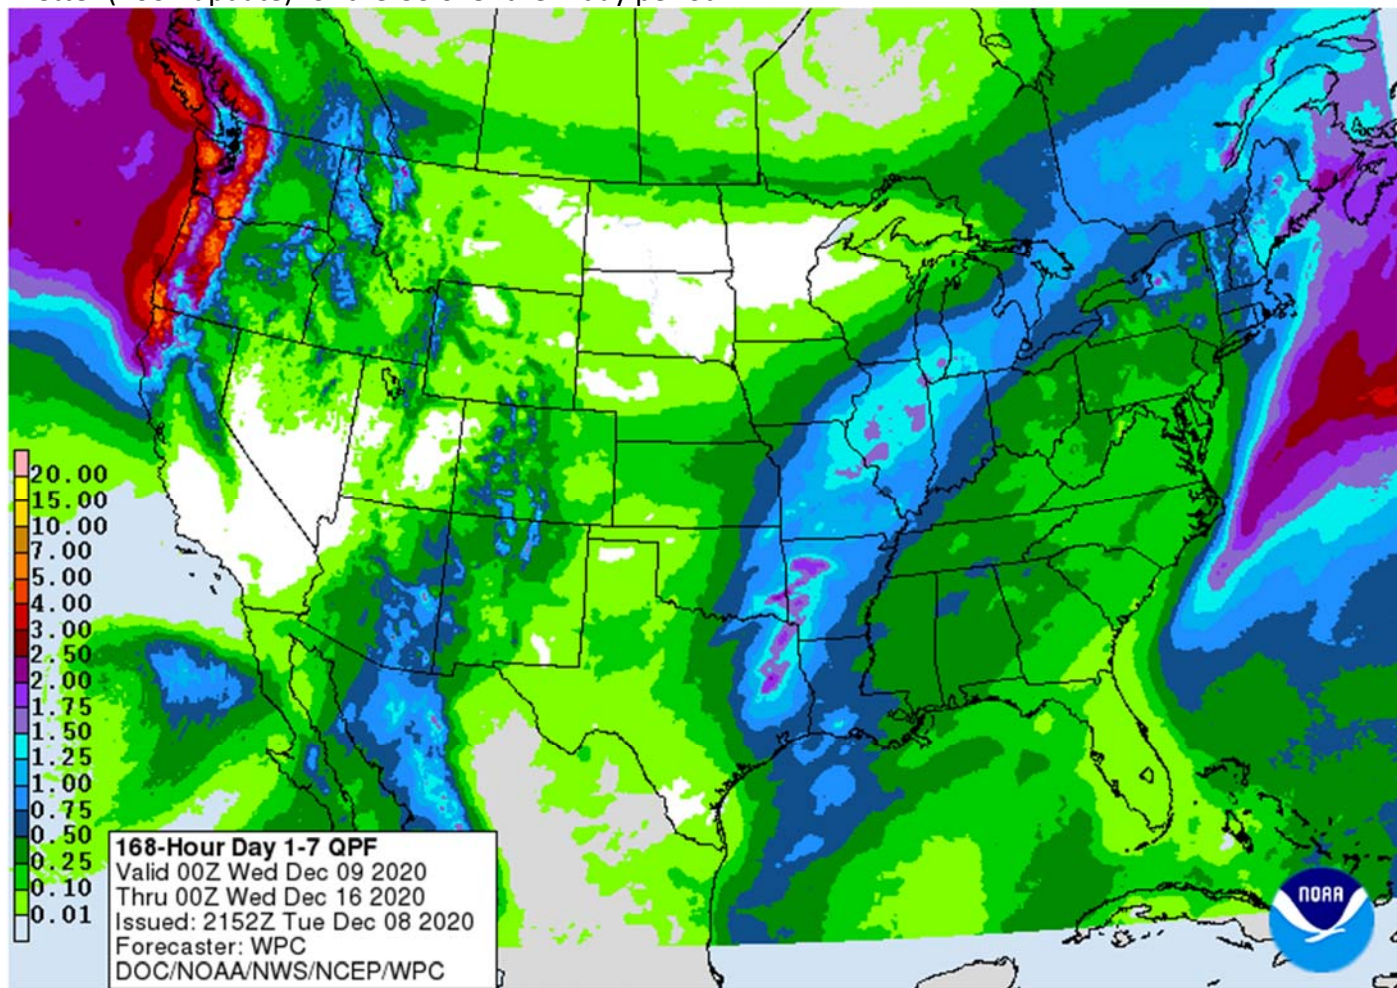 20.00
15.00
10.00
7.00
5.00
4.00
3.00
2.50
2.00
1.75
1.50
1.25
1.00
0.75
0.50
0.25
0.10
0.01
168-Hour Day 1-7 QPF
Valid 00Z Wed Dec 09 2020
Thru 00Z Wed Dec 16 2020
Issued: 2152Z Tue Dec 08 2020
Forecaster: WPC
DOC/NOAA/NWS/NCEP/WPC
NOAA